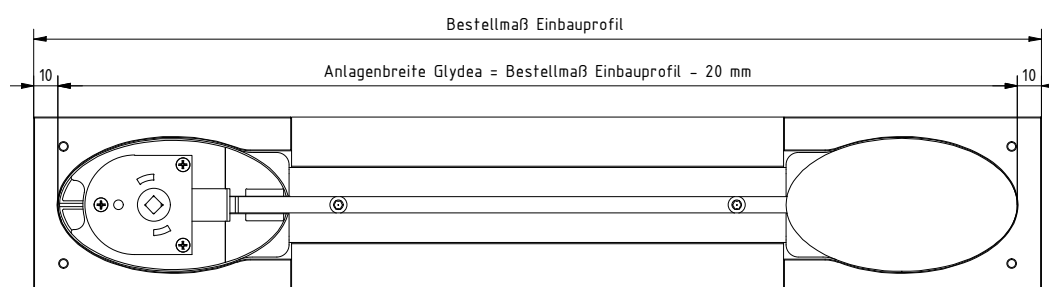 Bestellmaß Einbauprofil
10
Anlagenbreite Glydea = Bestellmaß Einbauprofil - 20 mm
10